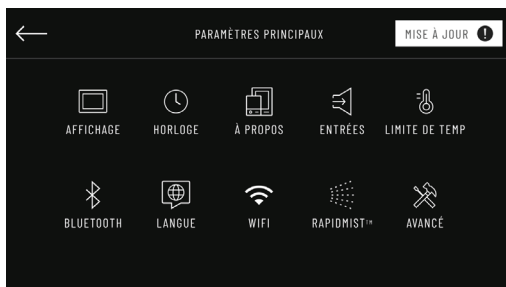 PARAMÈTRES PRINCIPAUX
MISE À JOUR !
AFFICHAGE HORLOGE À PROPOS ENTRÉES LIMITE DE TEMP
BLUETOOTH LANGUE WIFI RAPIDMIST™ AVANCÉ